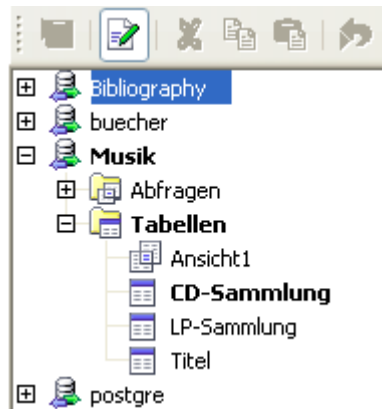 Bibliography
buecher
Musik
Abfragen
Tabellen
Ansicht1
CD-Sammlung
LP-Sammlung
Titel
postgre